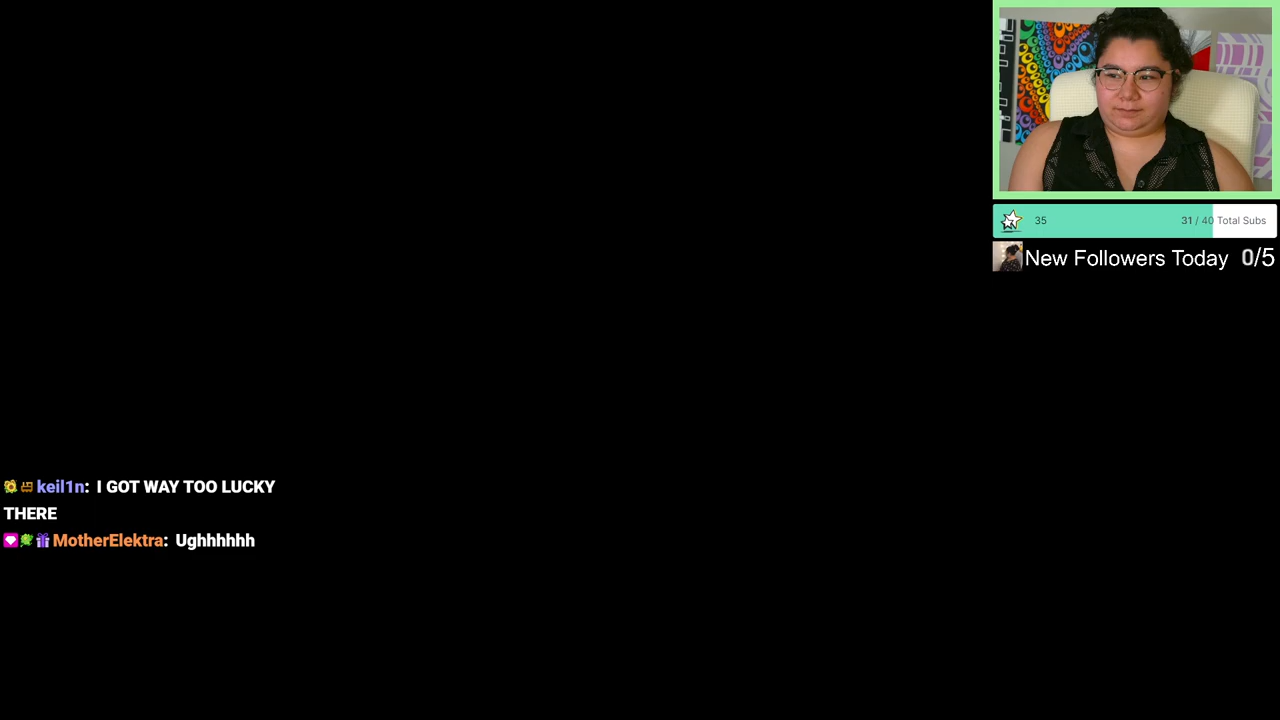 35 31 / 40 Total Subs
New Followers Today 0/5
keil1n: I GOT WAY TOO LUCKY
THERE
MotherElektra: Ughhhhhh